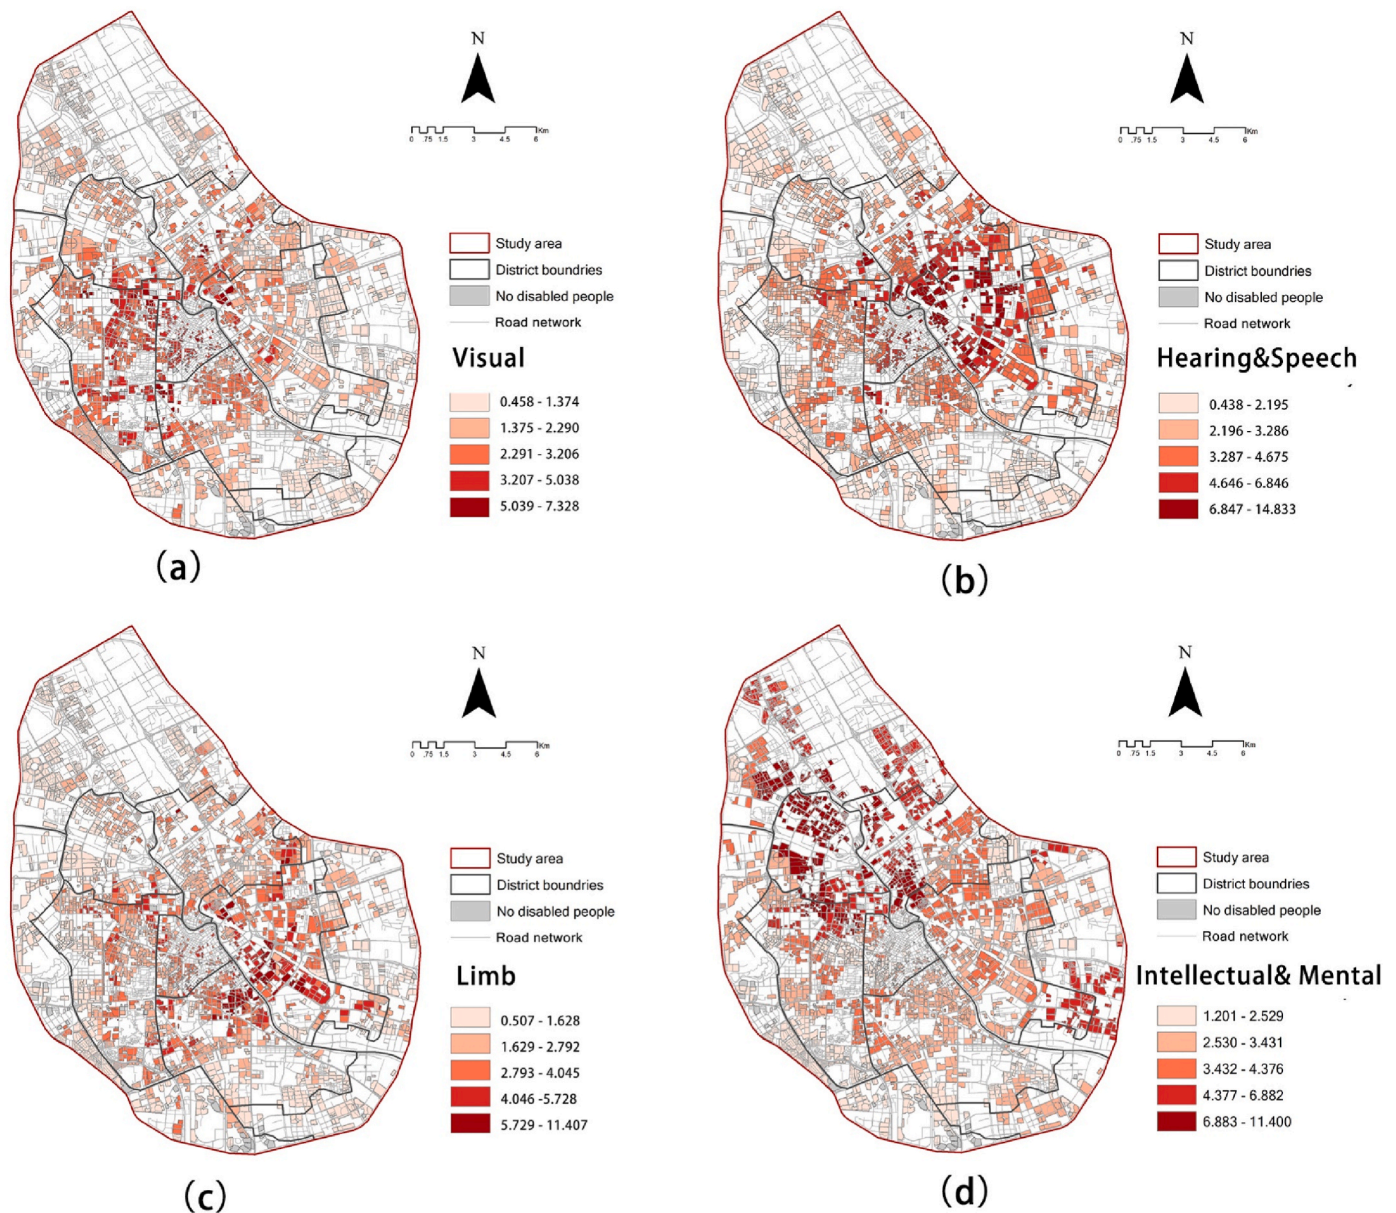 N
0 .75 1.5 3 4.5 6 Km
Study area
District boundries
No disabled people
Road network
Visual
0.458 - 1.374
1.375 - 2.290
2.291 - 3.206
3.207 - 5.038
5.039 - 7.328
(a)
N
0 .75 1.5 3 4.5 6 Km
Study area
District boundries
No disabled people
Road network
Hearing&Speech
0.438 - 2.195
2.196 - 3.286
3.287 - 4.675
4.646 - 6.846
6.847 - 14.833
(b)
N
0 .75 1.5 3 4.5 6 Km
Study area
District boundries
No disabled people
Road network
Limb
0.507 - 1.628
1.629 - 2.792
2.793 - 4.045
4.046 -5.728
5.729 - 11.407
(c)
N
0 .75 1.5 3 4.5 6 Km
Study area
District boundries
No disabled people
Road network
Intellectual& Mental
1.201 - 2.529
2.530 - 3.431
3.432 - 4.376
4.377 - 6.882
6.883 - 11.400
(d)